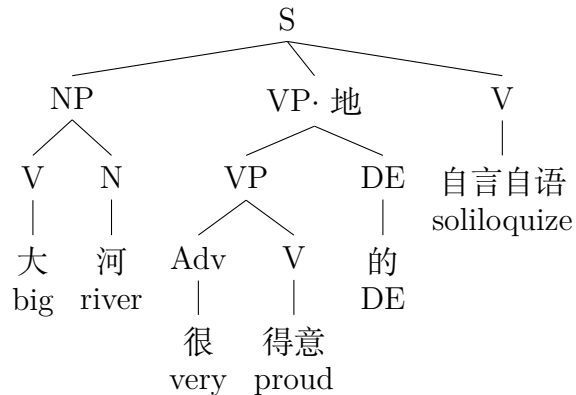 S
NP VP· 地 V
V N VP DE 自言自语
soliloquize
大 河 Adv V 的
big river DE
很 得意
very proud